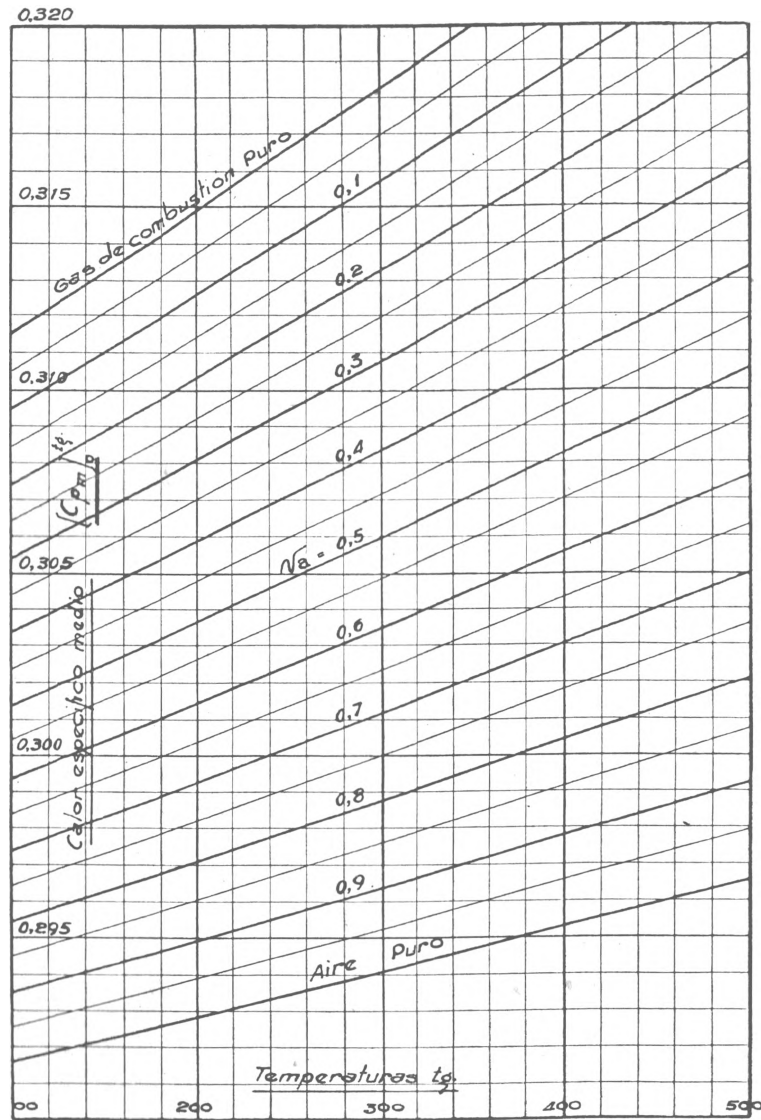 0,320
Gas de combustion Puro
0,315
0,1
0.2
0,310
0,3
0,4
(Cpm)
tg.
o
0,305
Va = 0,5
Calor especifico medio
0,6
0,7
0,300
0,8
0,9
0,295
Aire Puro
Temperaturas tg.
00
200
300
400
500